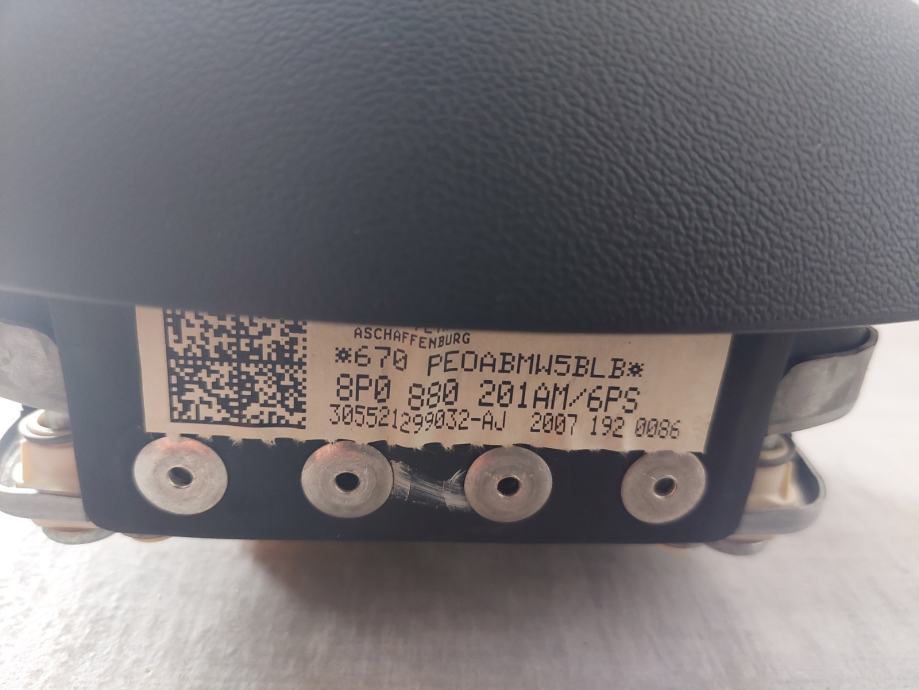 ASCHAFFENBURG
*670 PEOABMW5BLB*
8P0 880 201AM/6PS
305521299032-AJ 2007 192 0086